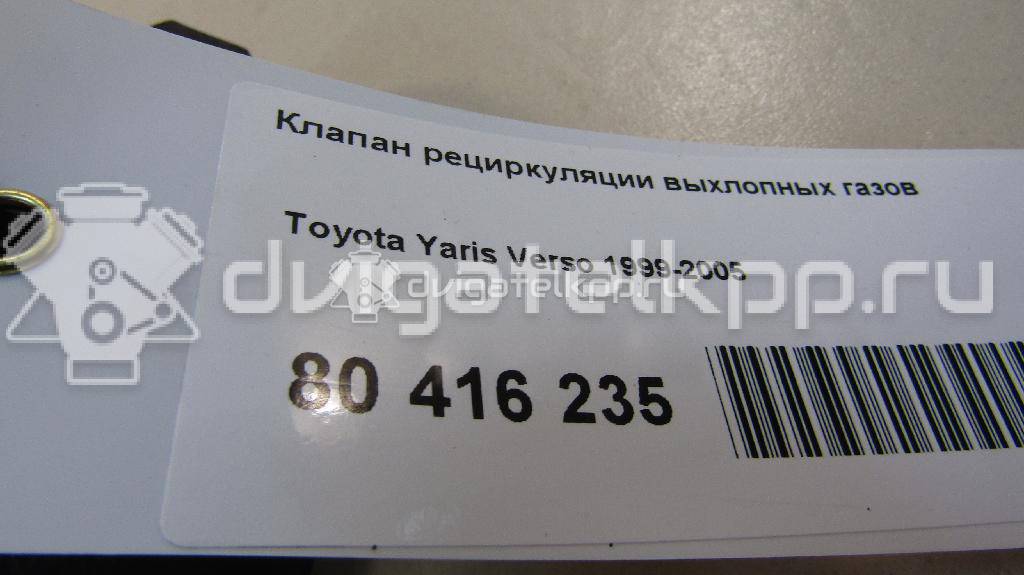 Клапан рециркуляции выхлопных газов
Toyota Yaris Verso 1999-2005
dvigatelkpp.ru
dvigatelkpp.ru
80 416 235